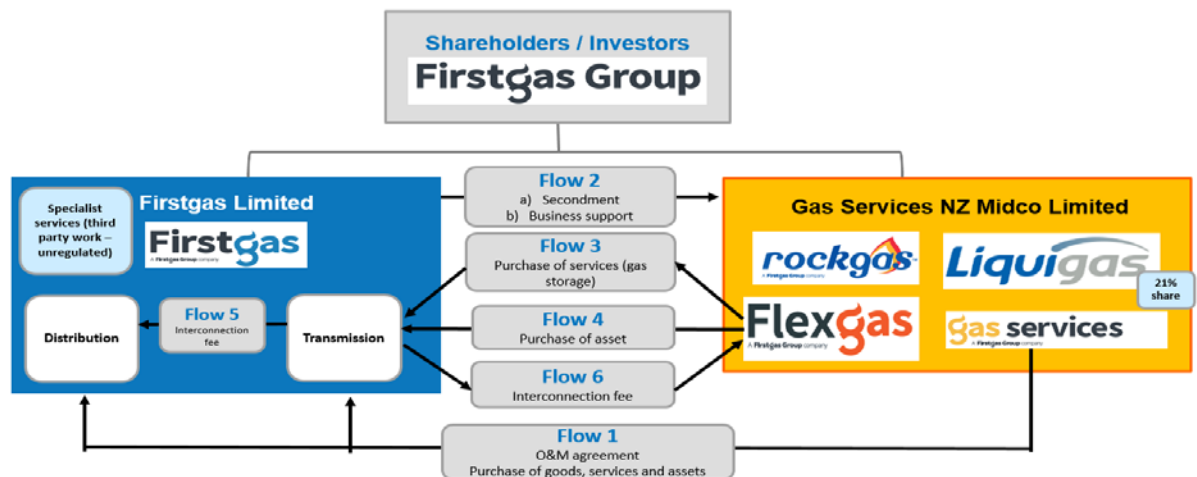 Shareholders / Investors
Firstgas Group
Firstgas Limited
Specialist
services (third
party work –
unregulated)
Firstgas
A Firstgas Group company
Distribution
Flow 5
Interconnection
fee
Transmission
Flow 2
a) Secondment
b) Business support
Flow 3
Purchase of services (gas
storage)
Flow 4
Purchase of asset
Flow 6
Interconnection fee
Flow 1
O&M agreement
Purchase of goods, services and assets
Gas Services NZ Midco Limited
rockgas
A Firstgas Group company
Liquigas
21%
share
Flexgas
A Firstgas Group company
gas services
A Firstgas Group company